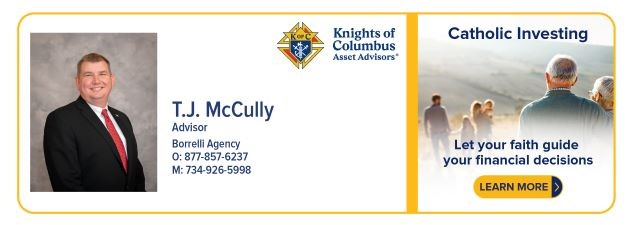 K OF C
Knights of
Columbus
Asset Advisors®
T.J. McCully
Advisor
Borrelli Agency
O: 877-857-6237
M: 734-926-5998
Catholic Investing
Let your faith guide
your financial decisions
LEARN MORE